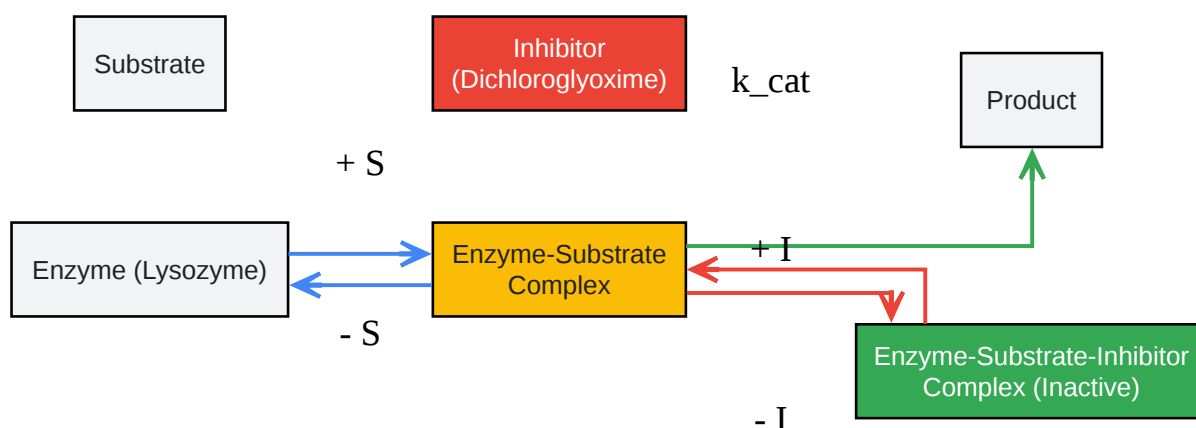 Substrate
Inhibitor
(Dichloroglyoxime)
k_cat
Product
+ S
Enzyme (Lysozyme)
Enzyme-Substrate
Complex
+ I
- S
Enzyme-Substrate-Inhibitor
Complex (Inactive)
- I